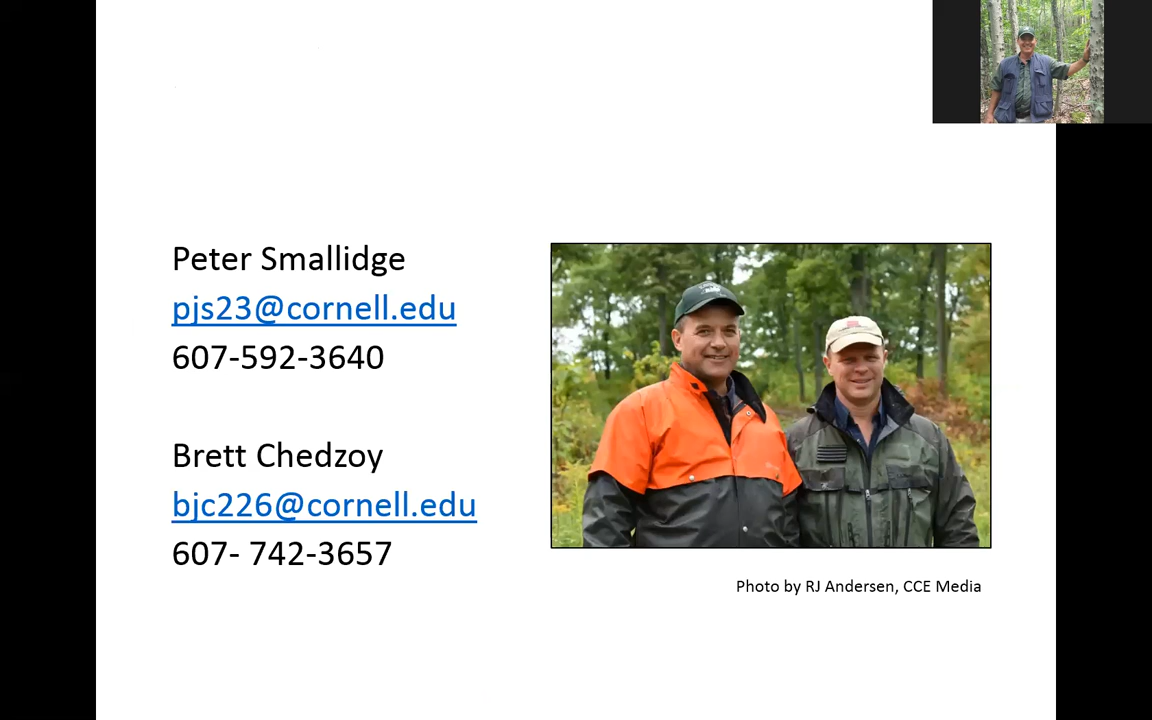 Peter Smallidge
pjs23@cornell.edu
607-592-3640
Brett Chedzoy
bjc226@cornell.edu
607- 742-3657
Photo by RJ Andersen, CCE Media